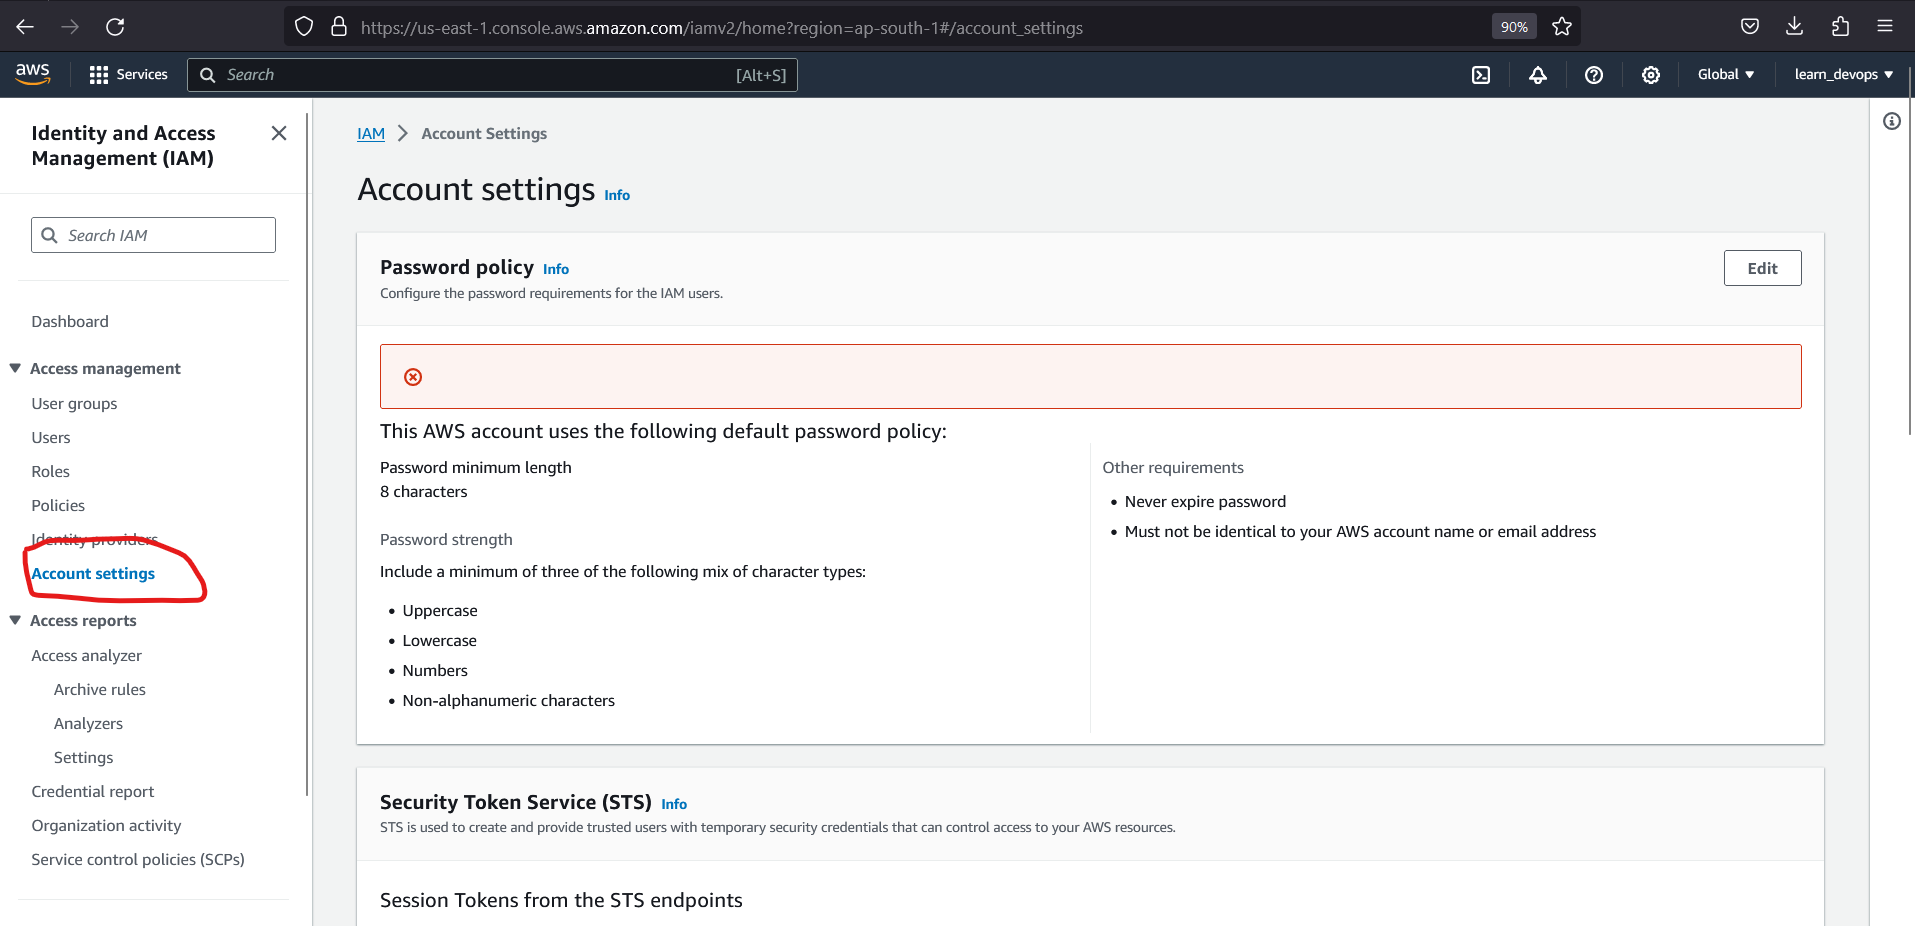 https://us-east-1.console.aws.amazon.com/iamv2/home?region=ap-south-1#/account_settings
90%
aws
Services
Search
[Alt+S]
Global
learn_devops
Identity and Access
Management (IAM)
Search IAM
Dashboard
Access management
User groups
Users
Roles
Policies
Identity providers
Account settings
Access reports
Access analyzer
Archive rules
Analyzers
Settings
Credential report
Organization activity
Service control policies (SCPs)
IAM > Account Settings
Account settings Info
Password policy Info
Edit
Configure the password requirements for the IAM users.
This AWS account uses the following default password policy:
Password minimum length
8 characters
Password strength
Include a minimum of three of the following mix of character types:
• Uppercase
• Lowercase
• Numbers
• Non-alphanumeric characters
Other requirements
• Never expire password
• Must not be identical to your AWS account name or email address
Security Token Service (STS) Info
STS is used to create and provide trusted users with temporary security credentials that can control access to your AWS resources.
Session Tokens from the STS endpoints